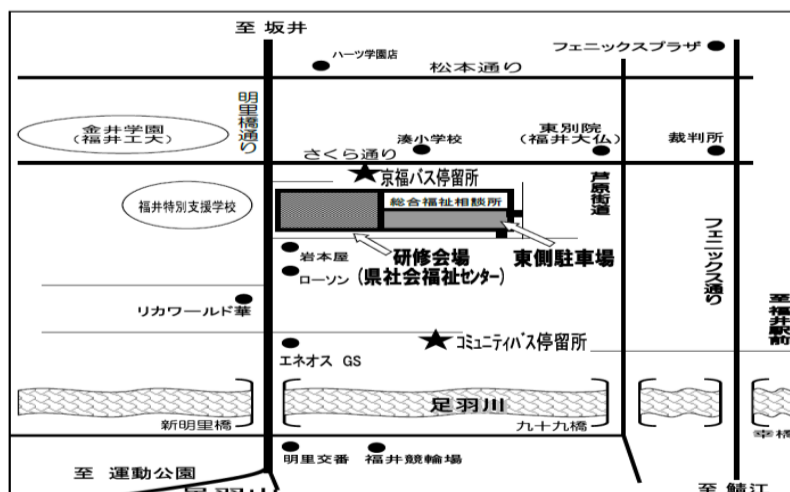 至 坂井
ハーツ学園店
フェニックスプラザ
松本通り
明里橋通り
金井学園
(福井工大)
湊小学校
東別院
(福井大仏)
裁判所
さくら通り
京福バス停留所
芦原街道
福井特別支援学校
総合福祉相談所
フェニックス通り
岩本屋
研修会場
東側駐車場
ローソン
(県社会福祉センター)
リカワールド華
至福井駅前
コミュニティバス停留所
エネオス GS
足羽川
新明里橋
九十九橋
明里交番
福井競輪場
至 運動公園
足羽川
至 鯖江